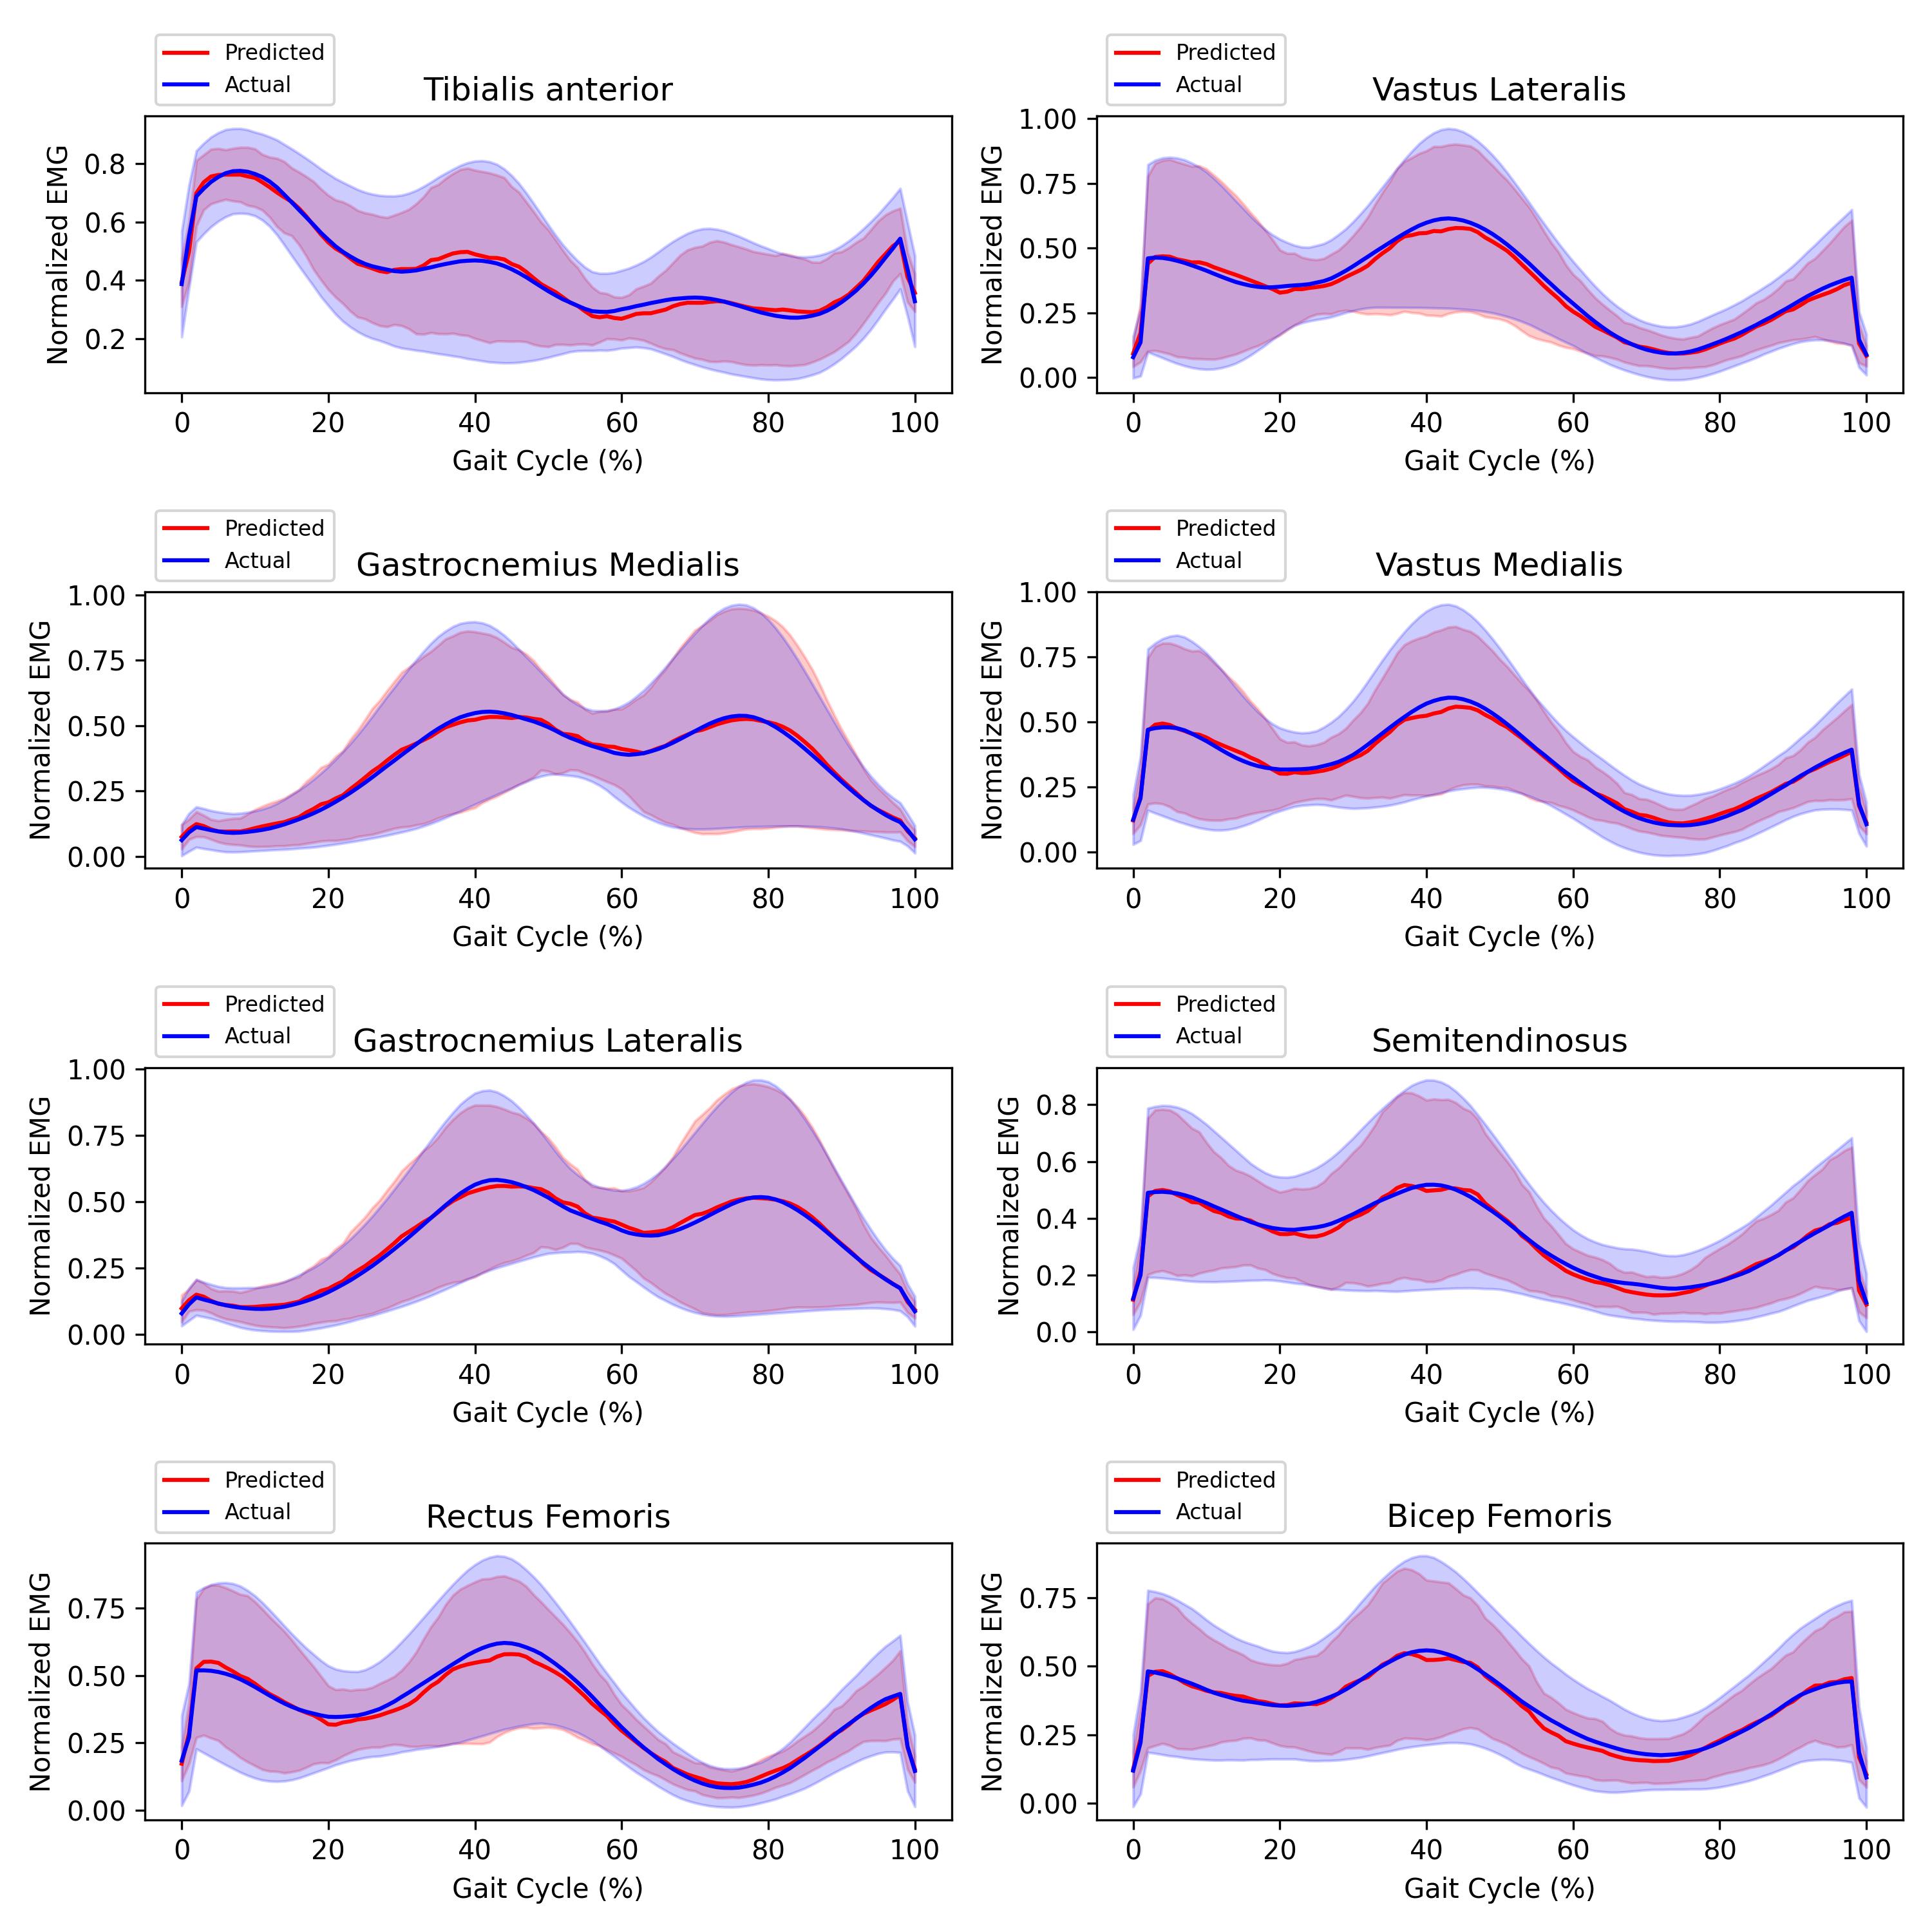 Predicted
Actual
Tibialis anterior
Normalized EMG
0.8
0.6
0.4
0.2
0 20 40 60 80 100
Gait Cycle (%)
Predicted
Actual
Vastus Lateralis
Normalized EMG
1.00
0.75
0.50
0.25
0.00
0 20 40 60 80 100
Gait Cycle (%)
Predicted
Actual
Gastrocnemius Medialis
Normalized EMG
1.00
0.75
0.50
0.25
0.00
0 20 40 60 80 100
Gait Cycle (%)
Predicted
Actual
Vastus Medialis
Normalized EMG
1.00
0.75
0.50
0.25
0.00
0 20 40 60 80 100
Gait Cycle (%)
Predicted
Actual
Gastrocnemius Lateralis
Normalized EMG
1.00
0.75
0.50
0.25
0.00
0 20 40 60 80 100
Gait Cycle (%)
Predicted
Actual
Semitendinosus
Normalized EMG
0.8
0.6
0.4
0.2
0.0
0 20 40 60 80 100
Gait Cycle (%)
Predicted
Actual
Rectus Femoris
Normalized EMG
0.75
0.50
0.25
0.00
0 20 40 60 80 100
Gait Cycle (%)
Predicted
Actual
Bicep Femoris
Normalized EMG
0.75
0.50
0.25
0.00
0 20 40 60 80 100
Gait Cycle (%)